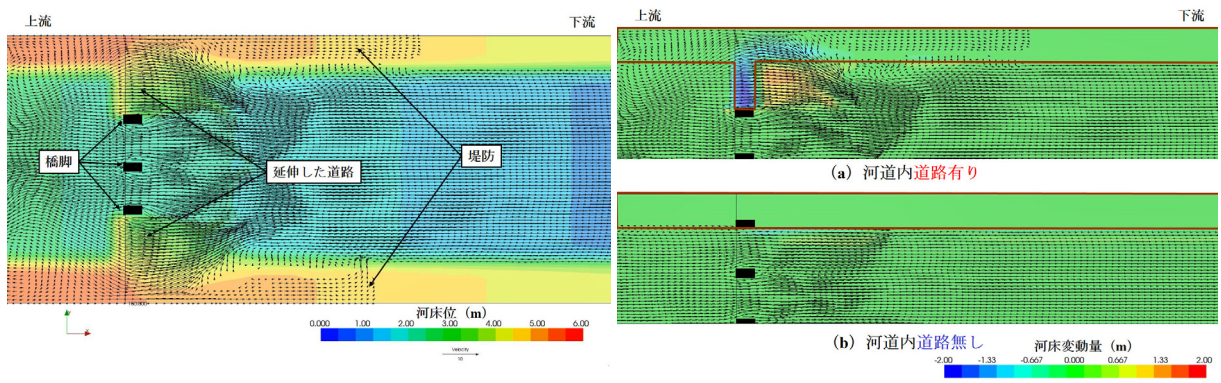 上流
下流
橋脚
延伸した道路
堤防
河床位 (m)
0.000 1.00 2.00 3.00 4.00 5.00 6.00
Velocity
10
上流
下流
(a) 河道内道路有り
(b) 河道内道路無し
河床変動量 (m)
-2.00 -1.33 -0.667 0.000 0.667 1.33 2.00